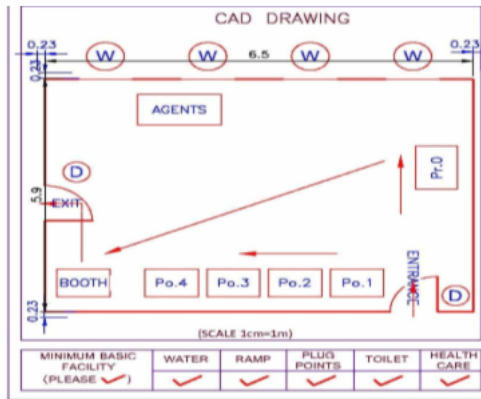 CAD DRAWING
0.23
0.23
0.23
W
W
6.5
W
W
AGENTS
Pr.0
D
5.9
EXIT
ENTRANCE
BOOTH
Po.4
Po.3
Po.2
Po.1
D
0.23
(SCALE 1cm=1m)
MINIMUM BASIC
FACILITY
(PLEASE ✓)
WATER
RAMP
PLUG
POINTS
TOILET
HEALTH
CARE
✓
✓
✓
✓
✓